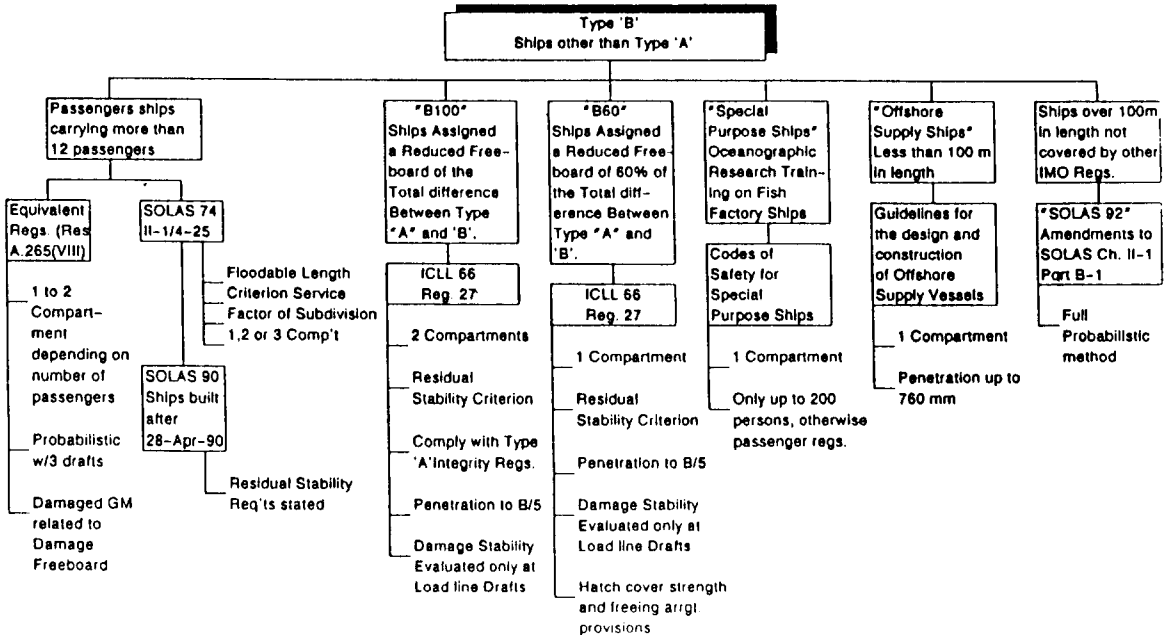 Type 'B'
Ships other than Type 'A'
Passengers ships
carrying more than
12 passengers
Equivalent
Regs. (Res
A.265(VIII)
1 to 2
Compart-
ment
depending on
number of
passengers
Probabilistic
w/3 drafts
Damaged GM
related to
Damage
Freeboard
SOLAS 74
II-1/4-25
Floodable Length
Criterion Service
Factor of Subdivision
1,2 or 3 Comp't
SOLAS 90
Ships built
after
28-Apr-90
Residual Stability
Req'ts stated
"B100"
Ships Assigned
a Reduced Free-
board of the
Total difference
Between Type
"A" and 'B'.
ICLL 66
Reg. 27
2 Compartments
Residual
Stability Criterion
Comply with Type
'A'Integrity Regs.
Penetration to B/5
Damage Stability
Evaluated only at
Load line Drafts
"B60"
Ships Assigned
a Reduced Free-
board of 60% of
the Total diff-
erence Between
Type "A" and
'B'.
ICLL 66
Reg. 27
1 Compartment
Residual
Stability Criterion
Penetration to B/5
Damage Stability
Evaluated only at
Load line Drafts
Hatch cover strength
and freeing arrgt.
provisions
"Special
Purpose Ships"
Oceanographic
Research Train-
ing on Fish
Factory Ships
Codes of
Safety for
Special
Purpose Ships
1 Compartment
Only up to 200
persons, otherwise
passenger regs.
"Offshore
Supply Ships"
Less than 100 m
in length
Guidelines for
the design and
construction
of Offshore
Supply Vessels
1 Compartment
Penetration up to
760 mm
Ships over 100m
in length not
covered by other
IMO Regs.
"SOLAS 92"
Amendments to
SOLAS Ch. II-1
Part B-1
Full
Probabilistic
method